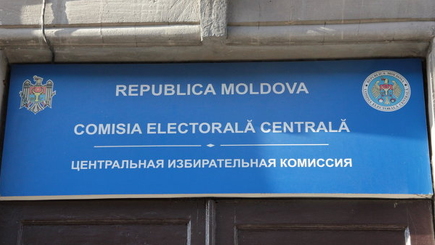 REPUBLICA MOLDOVA
COMISIA ELECTORALĂ CENTRALĂ
ЦЕНТРАЛЬНАЯ ИЗБИРАТЕЛЬНАЯ КОМИССИЯ